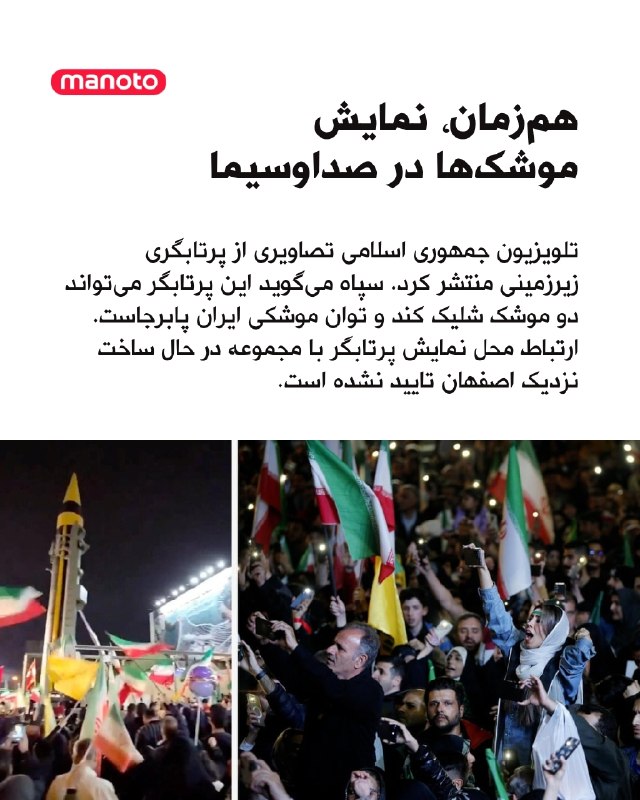 manoto
هم‌زمان، نمایش
موشک‌ها در صداوسیما
تلویزیون جمهوری اسلامی تصاویری از پرتابگری
زیرزمینی منتشر کرد. سپاه می‌گوید این پرتابگر می‌تواند
دو موشک شلیک کند و توان موشکی ایران پابرجاست.
ارتباط محل نمایش پرتابگر با مجموعه در حال ساخت
نزدیک اصفهان تایید نشده است.